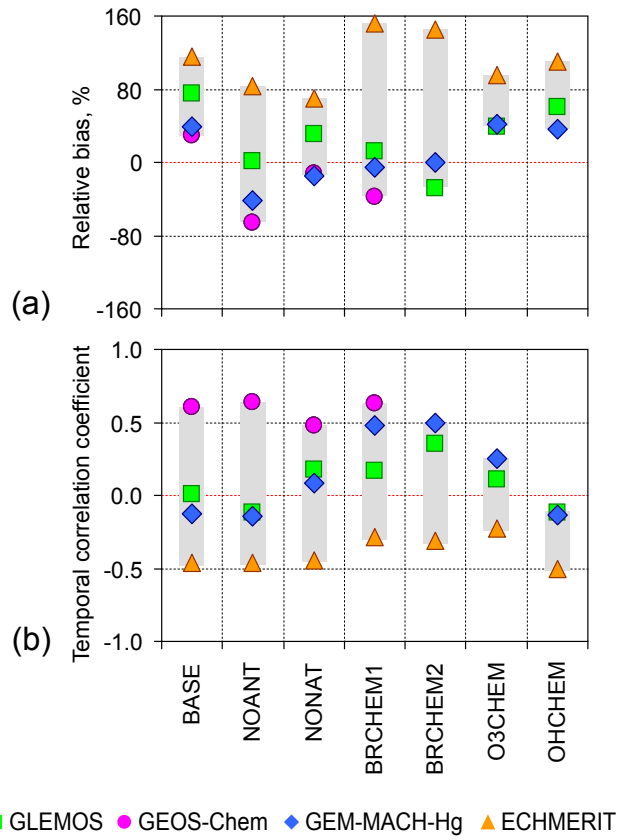 160
80
0
-80
-160
Relative bias, %
(a)
1.0
0.5
0.0
-0.5
-1.0
Temporal correlation coefficient
(b)
BASE
NOANT
NONAT
BRCHEM1
BRCHEM2
O3CHEM
OHCHEM
GLEMOS GEOS-Chem GEM-MACH-Hg ECHMERIT